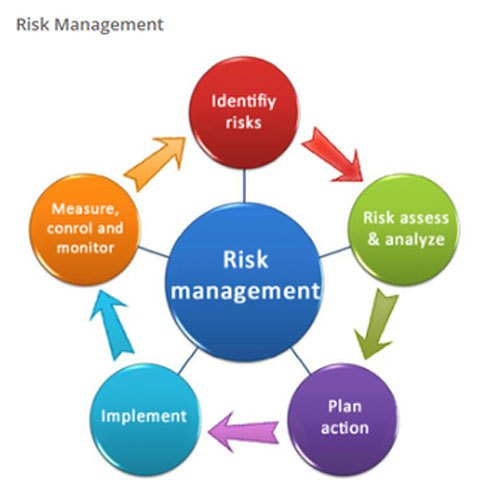 Risk Management
Identifiy
risks
Risk assess
& analyze
Plan
action
Implement
Measure,
conrol and
monitor
Risk
management